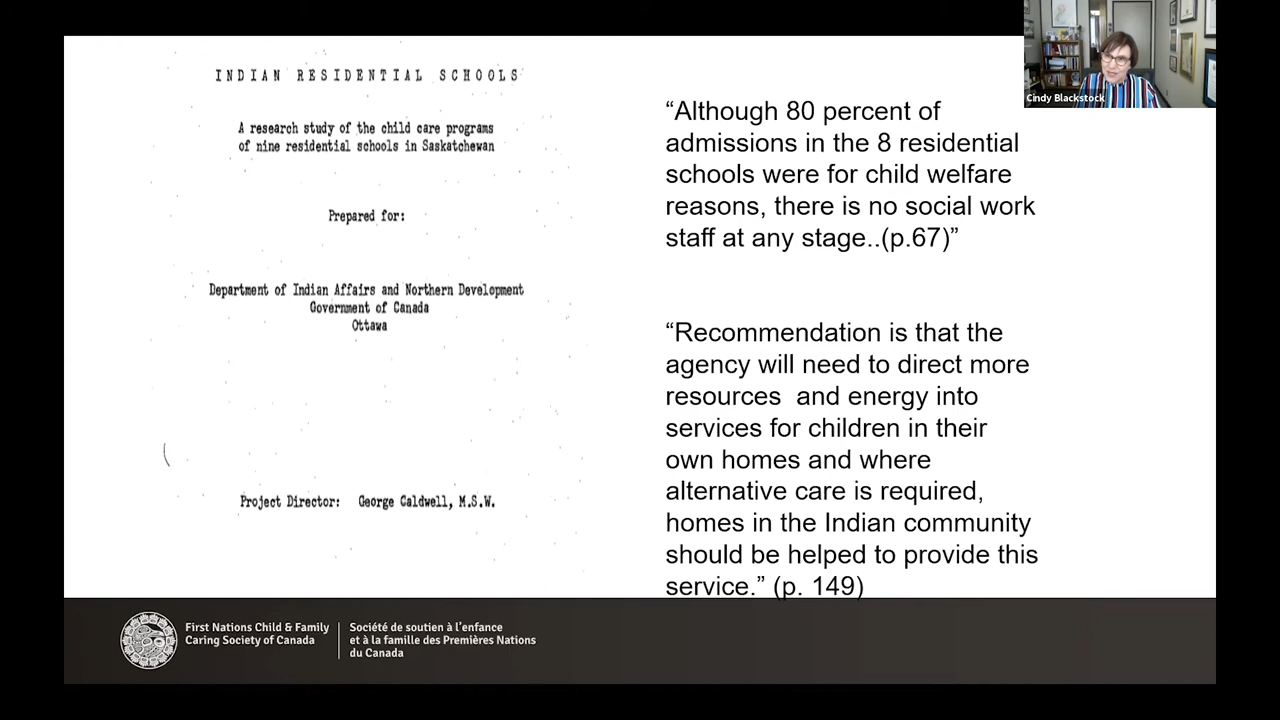 INDIAN RESIDENTIAL SCHOOLS
A research study of the child care programs
of nine residential schools in Saskatchewan
Prepared for:
Department of Indian Affairs and Northern Development
Government of Canada
Ottawa
Project Director: George Caldwell, M.S.W.
Cindy Blackstock
“Although 80 percent of
admissions in the 8 residential
schools were for child welfare
reasons, there is no social work
staff at any stage..(p.67)”
“Recommendation is that the
agency will need to direct more
resources  and energy into
services for children in their
own homes and where
alternative care is required,
homes in the Indian community
should be helped to provide this
service.” (p. 149)
First Nations Child & Family
Caring Society of Canada
Société de soutien à l’enfance
et à la famille des Premières Nations
du Canada